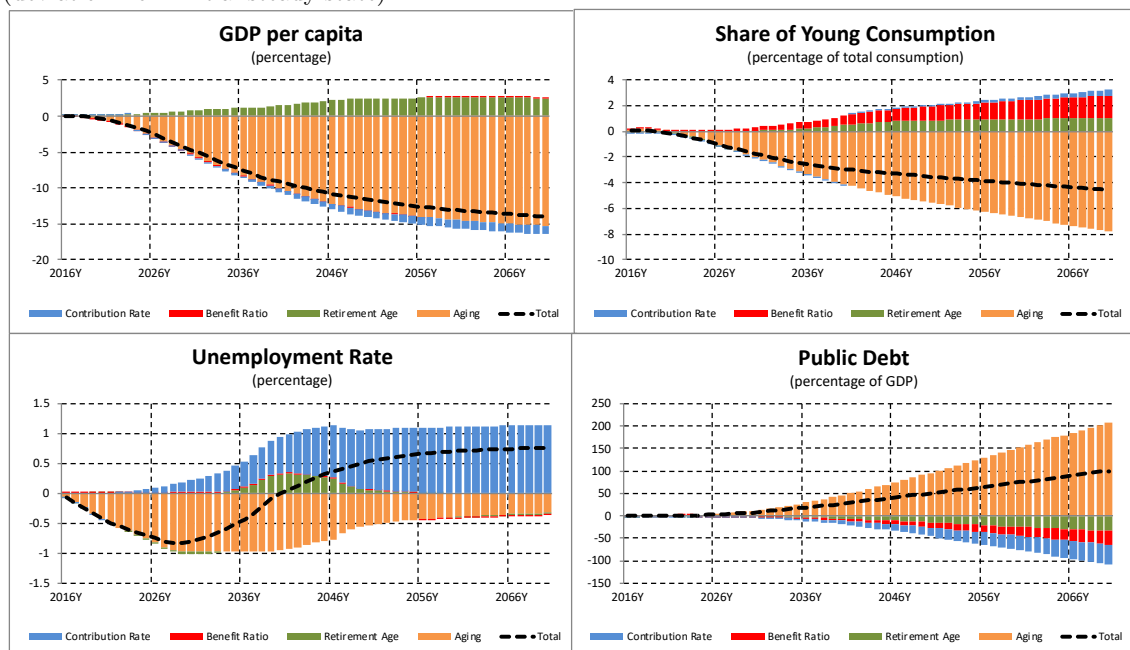 GDP per capita
(percentage)
5
0
-5
-10
-15
-20
2016Y 2026Y 2036Y 2046Y 2056Y 2066Y
Contribution Rate Benefit Ratio Retirement Age Aging Total
Share of Young Consumption
(percentage of total consumption)
4
2
0
-2
-4
-6
-8
-10
2016Y 2026Y 2036Y 2046Y 2056Y 2066Y
Contribution Rate Benefit Ratio Retirement Age Aging Total
Unemployment Rate
(percentage)
1.5
1
0.5
0
-0.5
-1
-1.5
2016Y 2026Y 2036Y 2046Y 2056Y 2066Y
Contribution Rate Benefit Ratio Retirement Age Aging Total
Public Debt
(percentage of GDP)
250
200
150
100
50
0
-50
-100
-150
2016Y 2026Y 2036Y 2046Y 2056Y 2066Y
Contribution Rate Benefit Ratio Retirement Age Aging Total